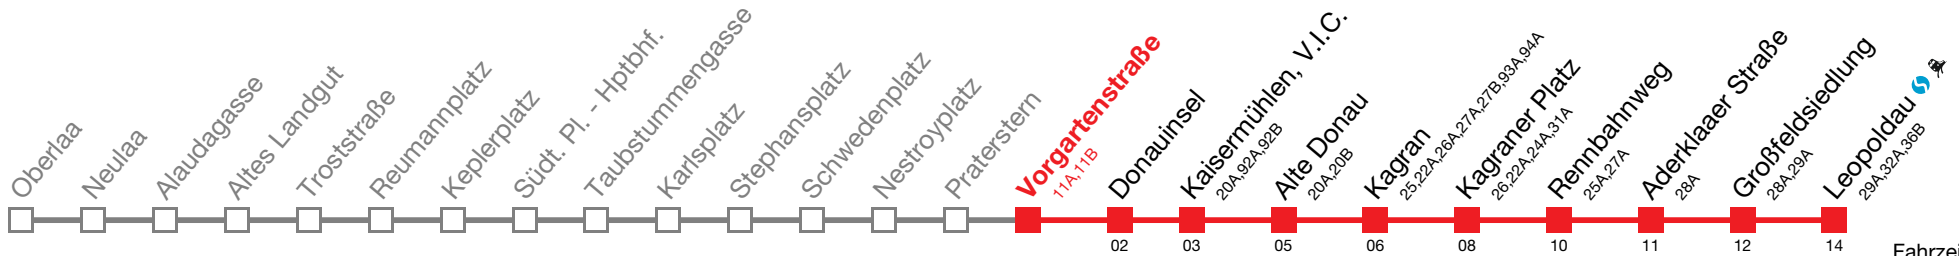 Oberlaa
Neulaa
Alaudagasse
Altes Landgut
Troststraße
Reumannplatz
Keplerplatz
Südt. Pl. - Hptbhf.
Taubstummengasse
Karlsplatz
Stephansplatz
Schwedenplatz
Nestroyplatz
Praterstern
Vorgartenstraße
11A,11B
Donauinsel
02
Kaisermühlen, V.I.C.
20A,92A,92B
03
Alte Donau
20A,20B
05
Kagran
25,22A,26A,27A,27B,93A,94A
06
Kagraner Platz
26,22A,24A,31A
08
Rennbahnweg
25A,27A
10
Aderklaaer Straße
28A
11
Großfeldsiedlung
28A,29A
12
Leopoldau
29A,32A,36B
14